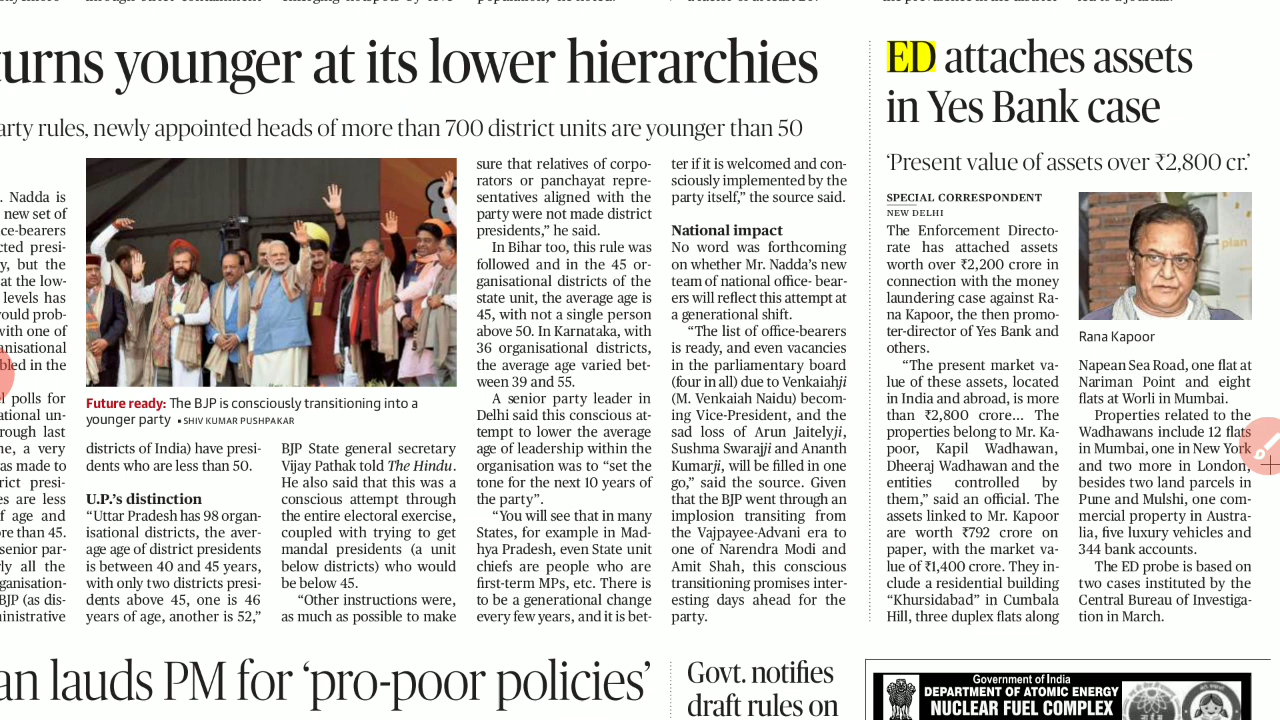 turns younger at its lower hierarchies
arty rules, newly appointed heads of more than 700 district units are younger than 50
. Nadda is
new set of
ce-bearers
cted presi-
y, but the
at the low-
levels has
would prob-
with one of
anisational
bled in the
el polls for
ational un-
rough last
ne, a very
as made to
rict presi-
es are less
f age and
ore than 45.
senior par-
rly all the
ganisation-
BJP (as dis-
ministrative
Future ready: The BJP is consciously transitioning into a
younger party ▪ SHIV KUMAR PUSHPAKAR
districts of India) have presi-
dents who are less than 50.
U.P.’s distinction
“Uttar Pradesh has 98 organ-
isational districts, the aver-
age age of district presidents
is between 40 and 45 years,
with only two districts presi-
dents above 45, one is 46
years of age, another is 52,”
BJP State general secretary
Vijay Pathak told The Hindu.
He also said that this was a
conscious attempt through
the entire electoral exercise,
coupled with trying to get
mandal presidents (a unit
below districts) who would
be below 45.
“Other instructions were,
as much as possible to make
sure that relatives of corpo-
rators or panchayat repre-
sentatives aligned with the
party were not made district
presidents,” he said.
In Bihar too, this rule was
followed and in the 45 or-
ganisational districts of the
state unit, the average age is
45, with not a single person
above 50. In Karnataka, with
36 organisational districts,
the average age varied bet-
ween 39 and 55.
A senior party leader in
Delhi said this conscious at-
tempt to lower the average
age of leadership within the
organisation was to “set the
tone for the next 10 years of
the party”.
“You will see that in many
States, for example in Mad-
hya Pradesh, even State unit
chiefs are people who are
first-term MPs, etc. There is
to be a generational change
every few years, and it is bet-
ter if it is welcomed and con-
sciously implemented by the
party itself,” the source said.
National impact
No word was forthcoming
on whether Mr. Nadda’s new
team of national office- bear-
ers will reflect this attempt at
a generational shift.
“The list of office-bearers
is ready, and even vacancies
in the parliamentary board
(four in all) due to Venkaiahji
(M. Venkaiah Naidu) becom-
ing Vice-President, and the
sad loss of Arun Jaitelyji,
Sushma Swarajji and Ananth
Kumarji, will be filled in one
go,” said the source. Given
that the BJP went through an
implosion transiting from
the Vajpayee-Advani era to
one of Narendra Modi and
Amit Shah, this conscious
transitioning promises inter-
esting days ahead for the
party.
ED attaches assets
in Yes Bank case
‘Present value of assets over ₹2,800 cr.’
SPECIAL CORRESPONDENT
NEW DELHI
The Enforcement Directo-
rate has attached assets
worth over ₹2,200 crore in
connection with the money
laundering case against Ra-
na Kapoor, the then promo-
ter-director of Yes Bank and
others.
“The present market va-
lue of these assets, located
in India and abroad, is more
than ₹2,800 crore... The
properties belong to Mr. Ka-
poor, Kapil Wadhawan,
Dheeraj Wadhawan and the
entities controlled by
them,” said an official. The
assets linked to Mr. Kapoor
are worth ₹792 crore on
paper, with the market va-
lue of ₹1,400 crore. They in-
clude a residential building
“Khursidabad” in Cumbala
Hill, three duplex flats along
plan
Rana Kapoor
Napean Sea Road, one flat at
Nariman Point and eight
flats at Worli in Mumbai.
Properties related to the
Wadhawans include 12 flats
in Mumbai, one in New York
and two more in London,
besides two land parcels in
Pune and Mulshi, one com-
mercial property in Austra-
lia, five luxury vehicles and
344 bank accounts.
The ED probe is based on
two cases instituted by the
Central Bureau of Investiga-
tion in March.
an lauds PM for ‘pro-poor policies’
Govt. notifies
draft rules on
Government of India
DEPARTMENT OF ATOMIC ENERGY
NUCLEAR FUEL COMPLEX